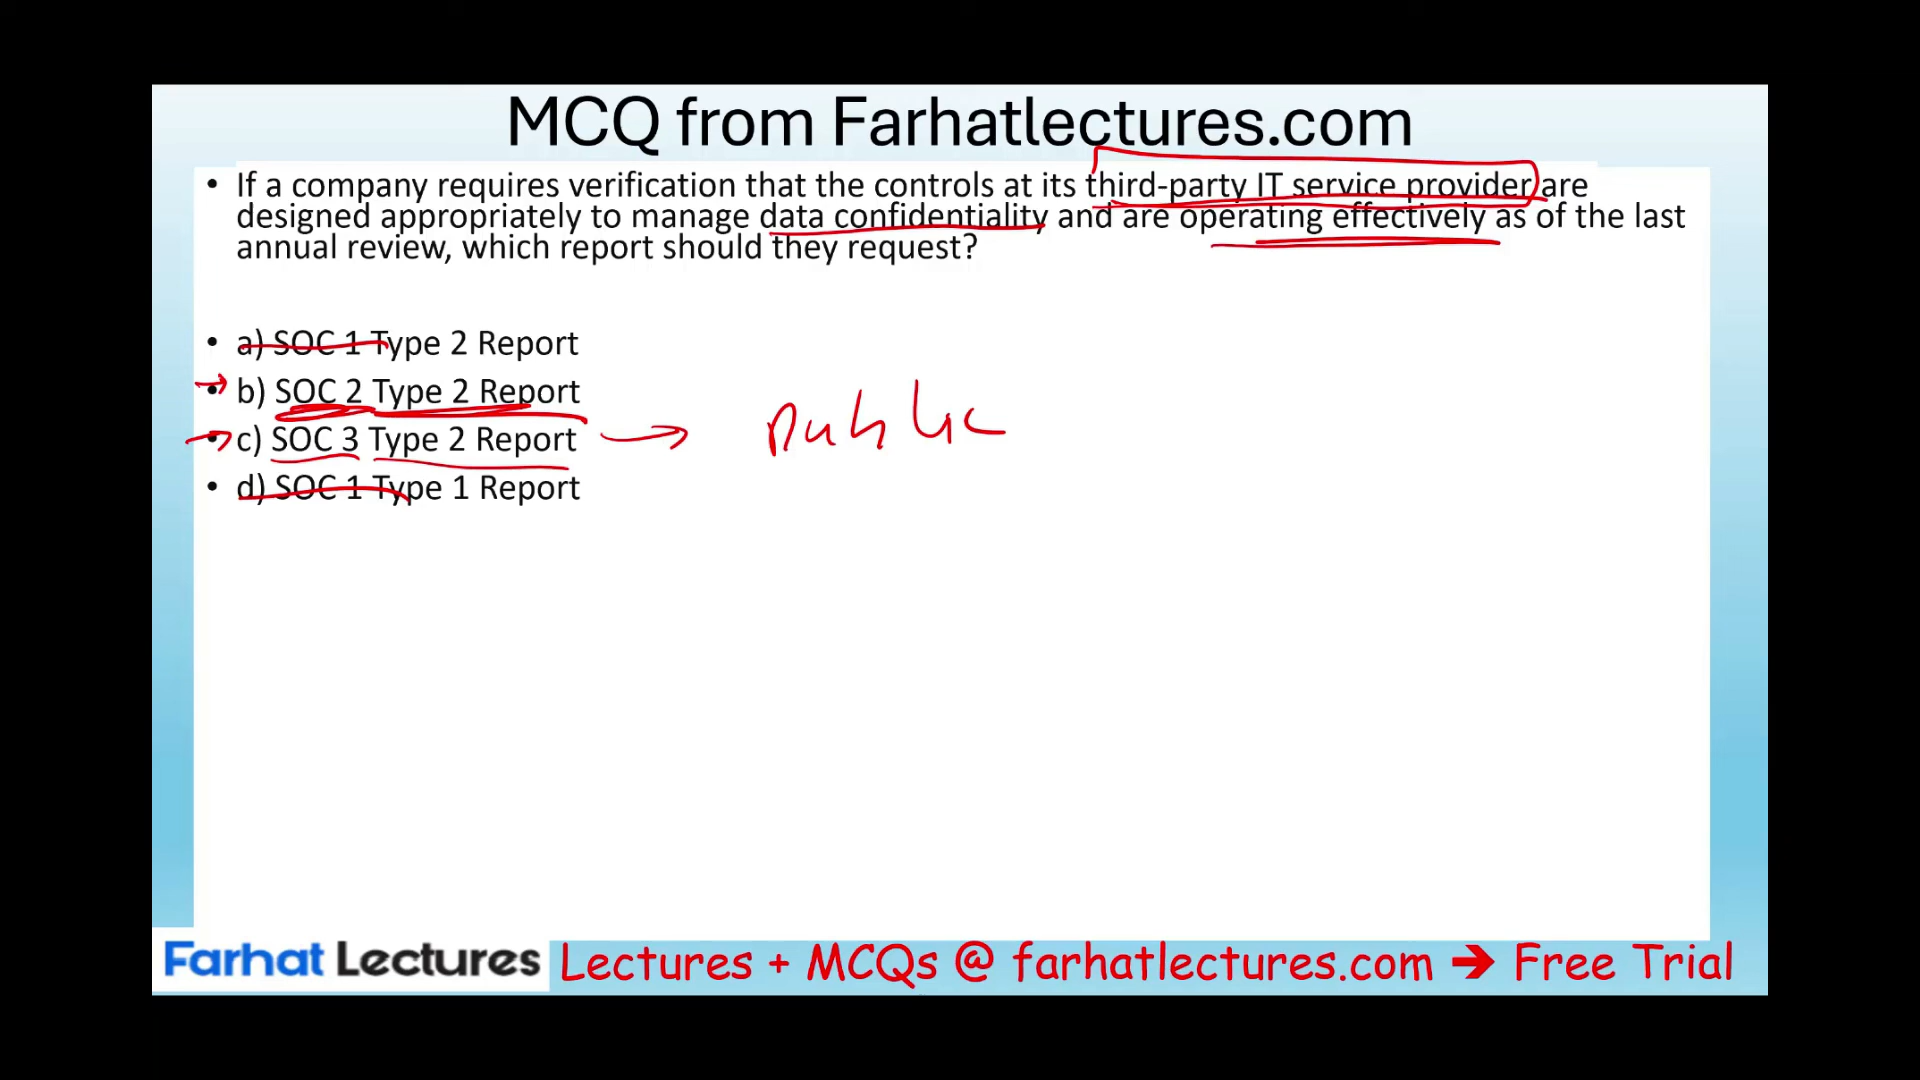 MCQ from Farhatlectures.com
• If a company requires verification that the controls at its third-party IT service provider are
designed appropriately to manage data confidentiality and are operating effectively as of the last
annual review, which report should they request?
• a) SOC 1 Type 2 Report
• b) SOC 2 Type 2 Report
• c) SOC 3 Type 2 Report → public
• d) SOC 1 Type 1 Report
Farhat Lectures Lectures + MCQs @ farhatlectures.com → Free Trial